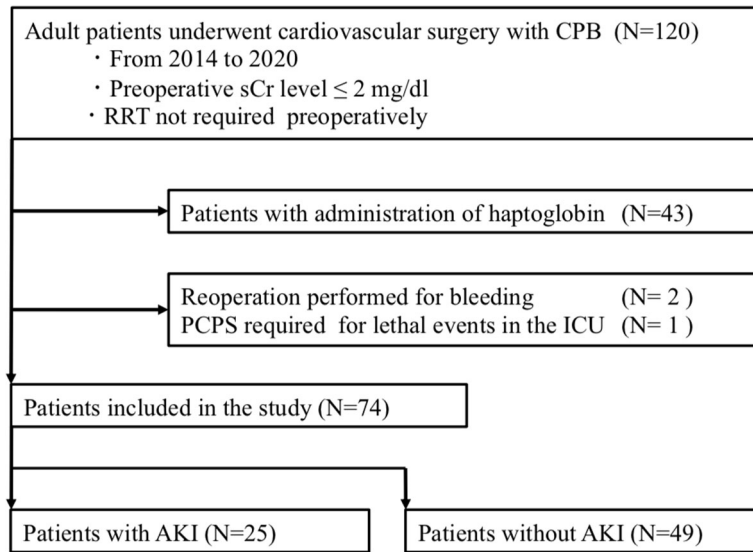 Adult patients underwent cardiovascular surgery with CPB (N=120)
・From 2014 to 2020
・Preoperative sCr level ≤ 2 mg/dl
・RRT not required preoperatively
Patients with administration of haptoglobin (N=43)
Reoperation performed for bleeding (N= 2 )
PCPS required for lethal events in the ICU (N= 1 )
Patients included in the study (N=74)
Patients with AKI (N=25)
Patients without AKI (N=49)